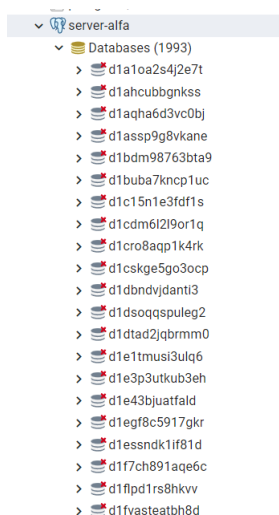 server-alfa
Databases (1993)
d1a1oa2s4j2e7t
d1ahcubbgnkss
d1aqha6d3vc0bj
d1assp9g8vkane
d1bdm98763bta9
d1buba7kncp1uc
d1c15n1e3fdf1s
d1cdm6l2l9or1q
d1cro8aqp1k4rk
d1cskge5go3ocp
d1dbndvjdanti3
d1dsoqqspuleg2
d1dtad2jqbrmm0
d1e1tmusi3ulq6
d1e3p3utkub3eh
d1e43bjuatfald
d1egf8c5917gkr
d1essndk1if81d
d1f7ch891aqe6c
d1flpd1rs8hkvv
d1fvasteatbh8d